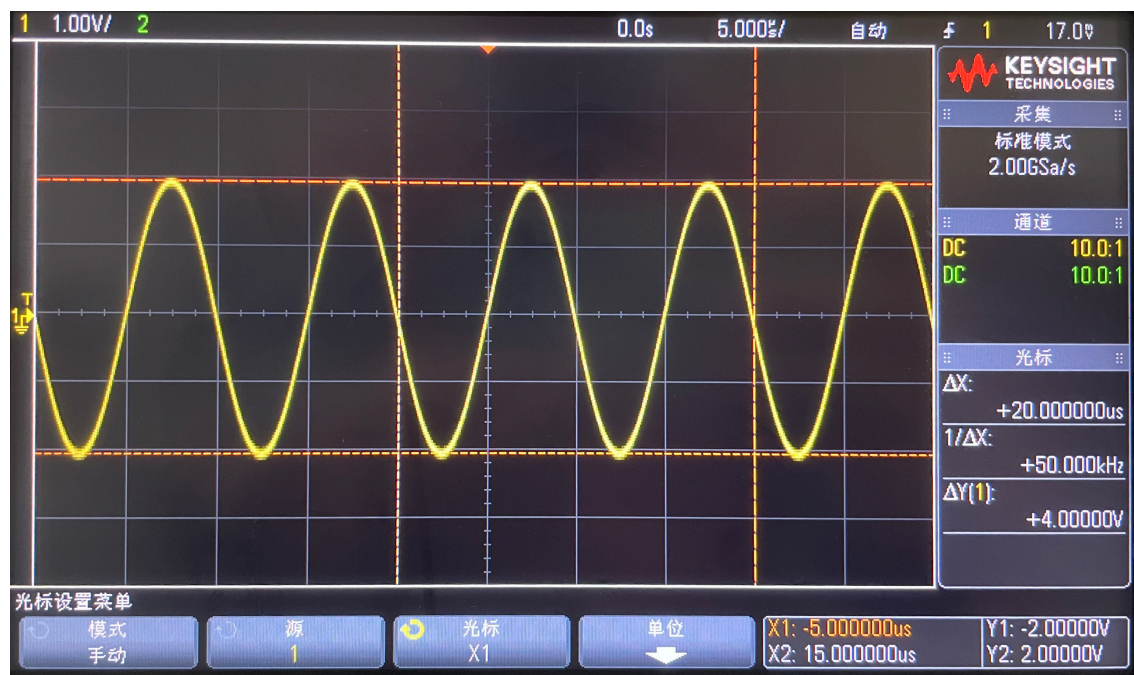 1 1.00V/ 2 0.0s 5.000us/ 自动 1 17.0mV
KEYSIGHT
TECHNOLOGIES
采集
标准模式
2.00GSa/s
通道
DC 10.0:1
DC 10.0:1
T
1
光标
ΔX:
+20.000000us
1/ΔX:
+50.000kHz
ΔY(1):
+4.00000V
光标设置菜单
模式
手动
源
1
光标
X1
单位
X1: -5.000000us
X2: 15.000000us
Y1: -2.00000V
Y2: 2.00000V